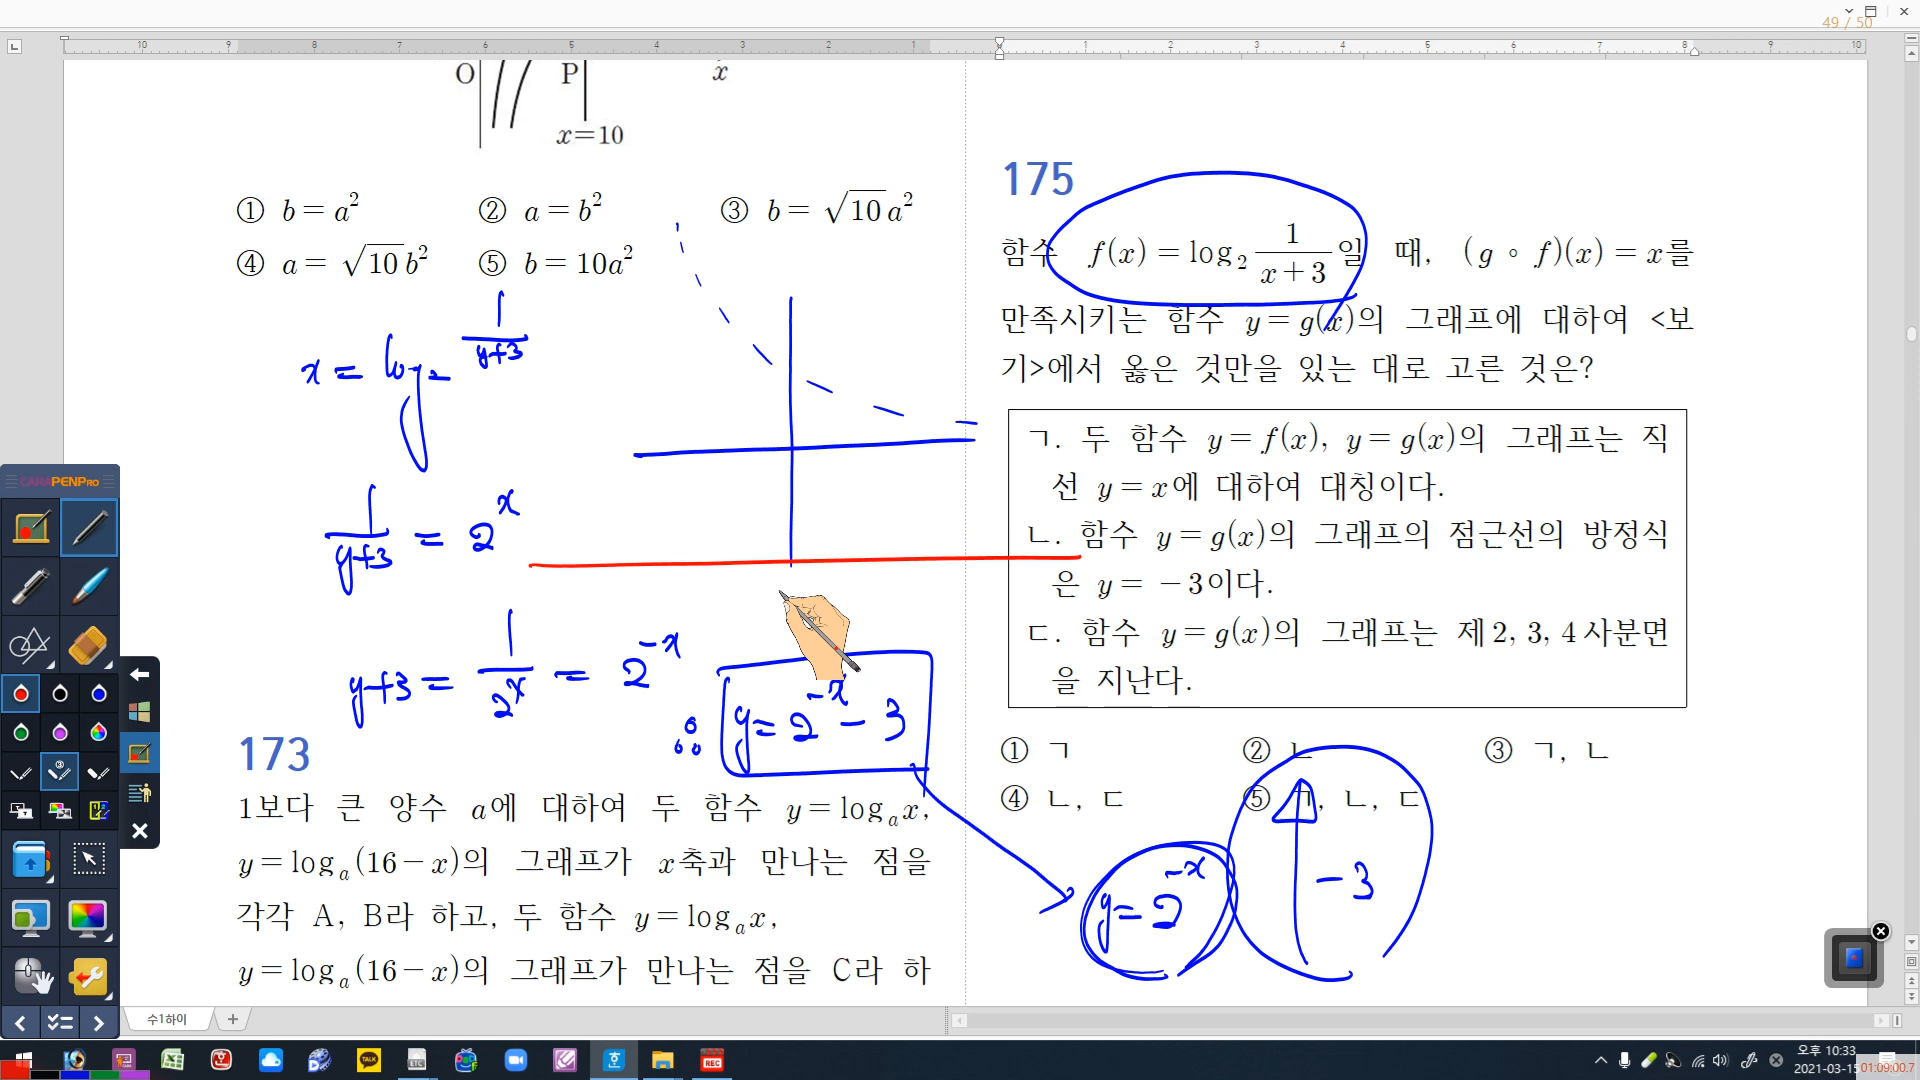 49 / 50
O P x
x=10
① b = a² ② a = b² ③ b = √10 a²
④ a = √10 b² ⑤ b = 10a²
x = log₂ 1/(y+3)
1/(y+3) = 2^x
y+3 = 1/2^x = 2^-x
∴ y = 2^-x - 3
173
1보다 큰 양수 a에 대하여 두 함수 y = logₐ x,
y = logₐ (16 - x)의 그래프가 x축과 만나는 점을
각각 A, B라 하고, 두 함수 y = logₐ x,
y = logₐ (16 - x)의 그래프가 만나는 점을 C라 하
175
함수 f(x) = log₂ 1/(x+3) 일 때, (g ∘ f)(x) = x를
만족시키는 함수 y = g(x)의 그래프에 대하여 <보
기>에서 옳은 것만을 있는 대로 고른 것은?
ㄱ. 두 함수 y = f(x), y = g(x)의 그래프는 직
선 y = x에 대하여 대칭이다.
ㄴ. 함수 y = g(x)의 그래프의 점근선의 방정식
은 y = -3이다.
ㄷ. 함수 y = g(x)의 그래프는 제 2, 3, 4 사분면
을 지난다.
① ㄱ ② ㄴ ③ ㄱ, ㄴ
④ ㄴ, ㄷ ⑤ ㄱ, ㄴ, ㄷ
y = 2^-x
-3
CAMAPENPRO
수1하이
TALK
ETC
REC
오후 10:33
2021-03-15
01:09:00.7